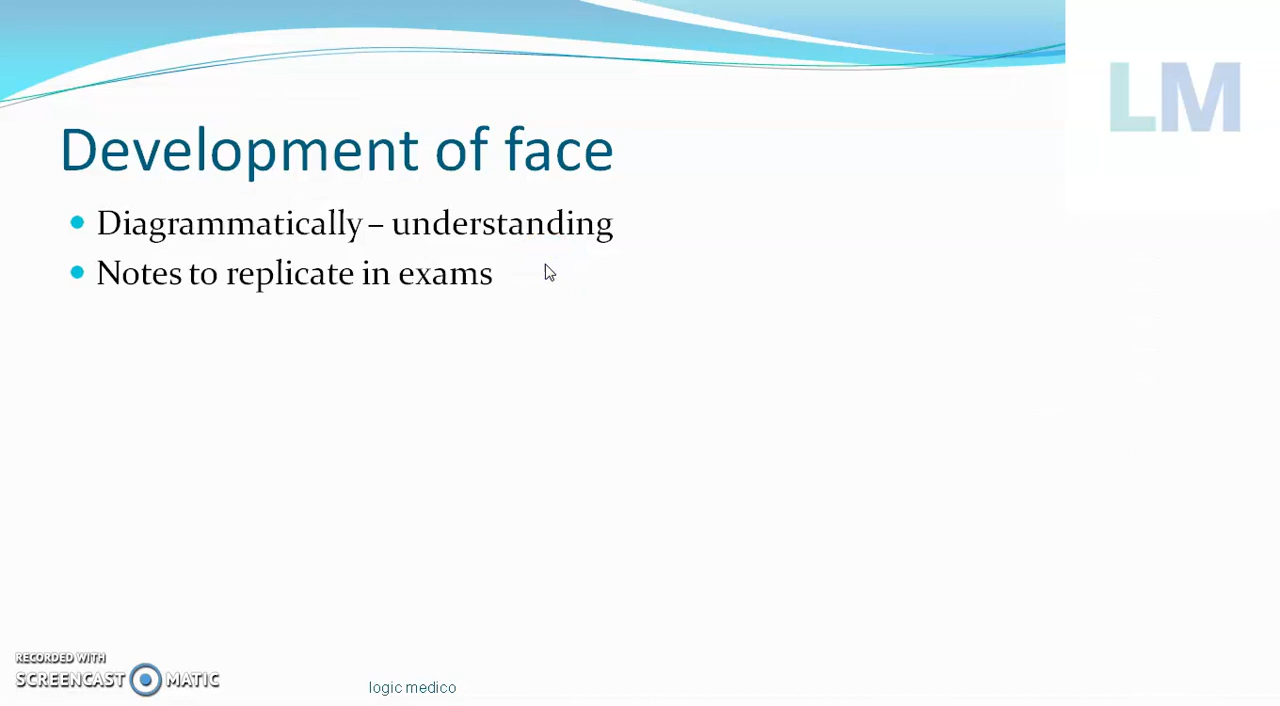 LM
Development of face
Diagrammatically – understanding
Notes to replicate in exams
RECORDED WITH
SCREENCAST MATIC
logic medico